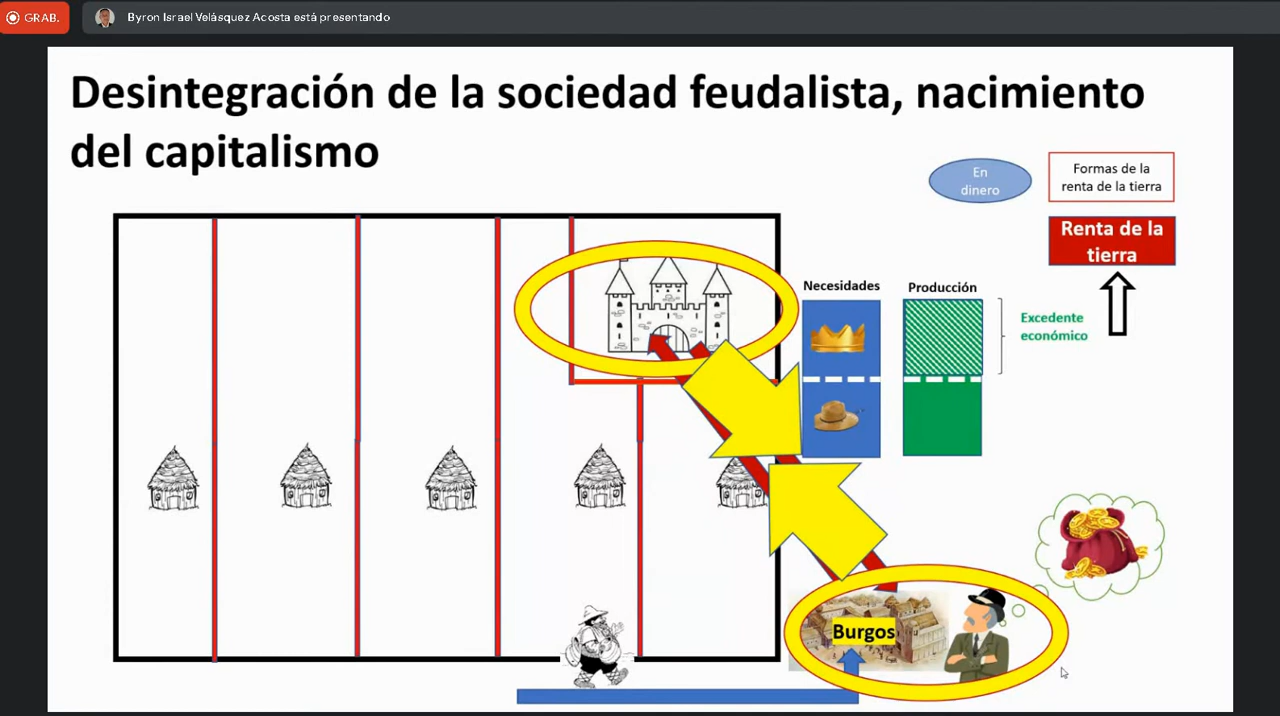 GRAB.
Byron Israel Velásquez Acosta está presentando
Desintegración de la sociedad feudalista, nacimiento
del capitalismo
En
dinero
Formas de la
renta de la tierra
Renta de la
tierra
Necesidades
Producción
Excedente
económico
Burgos